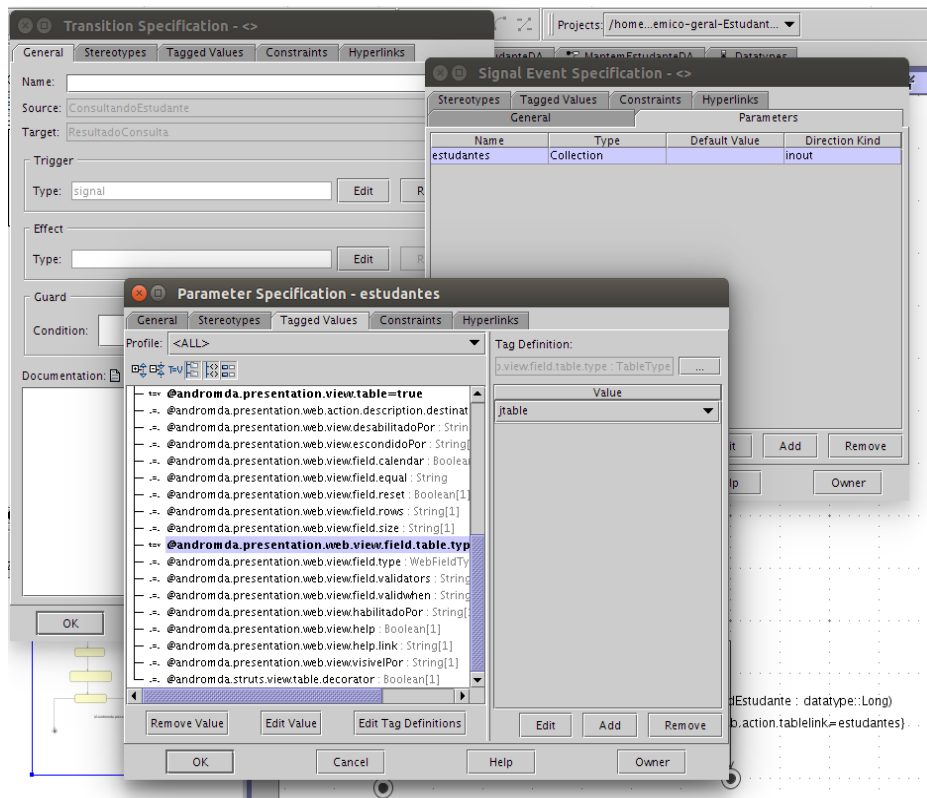 Transition Specification - <>
Projects: /home...emico-geral-Estudant...
General Stereotypes Tagged Values Constraints Hyperlinks
MantemEstudanteDA Datatypes
Name:
Source: ConsultandoEstudante
Target: ResultadoConsulta
Trigger
Type: signal Edit
Effect
Type: Edit
Guard
Condition:
Documentation:
OK
Signal Event Specification - <>
Stereotypes Tagged Values Constraints Hyperlinks
General Parameters
Name Type Default Value Direction Kind
estudantes Collection inout
Add Remove
Owner
Parameter Specification - estudantes
General Stereotypes Tagged Values Constraints Hyperlinks
Profile: <ALL>
@andromda.presentation.view.table=true
@andromda.presentation.web.action.description.destinat
@andromda.presentation.web.view.desabilitadoPor : Strin
@andromda.presentation.web.view.escondidoPor : String[
@andromda.presentation.web.view.field.calendar : Boolea
@andromda.presentation.web.view.field.equal : String
@andromda.presentation.web.view.field.reset : Boolean[1]
@andromda.presentation.web.view.field.rows : String[1]
@andromda.presentation.web.view.field.size : String[1]
@andromda.presentation.web.view.field.table.typ
@andromda.presentation.web.view.field.type : WebFieldTy
@andromda.presentation.web.view.field.validators : String
@andromda.presentation.web.view.field.validwhen : String
@andromda.presentation.web.view.habilitadoPor : String[
@andromda.presentation.web.view.help : Boolean[1]
@andromda.presentation.web.view.help.link : String[1]
@andromda.presentation.web.view.visivelPor : String[1]
@andromda.struts.view.table.decorator : Boolean[1]
Remove Value Edit Value Edit Tag Definitions
Tag Definition:
o.view.field.table.type : TableType ...
Value
jtable
Edit Add Remove
OK Cancel Help Owner
dEstudante : datatype::Long)
b.action.tablelink=estudantes}